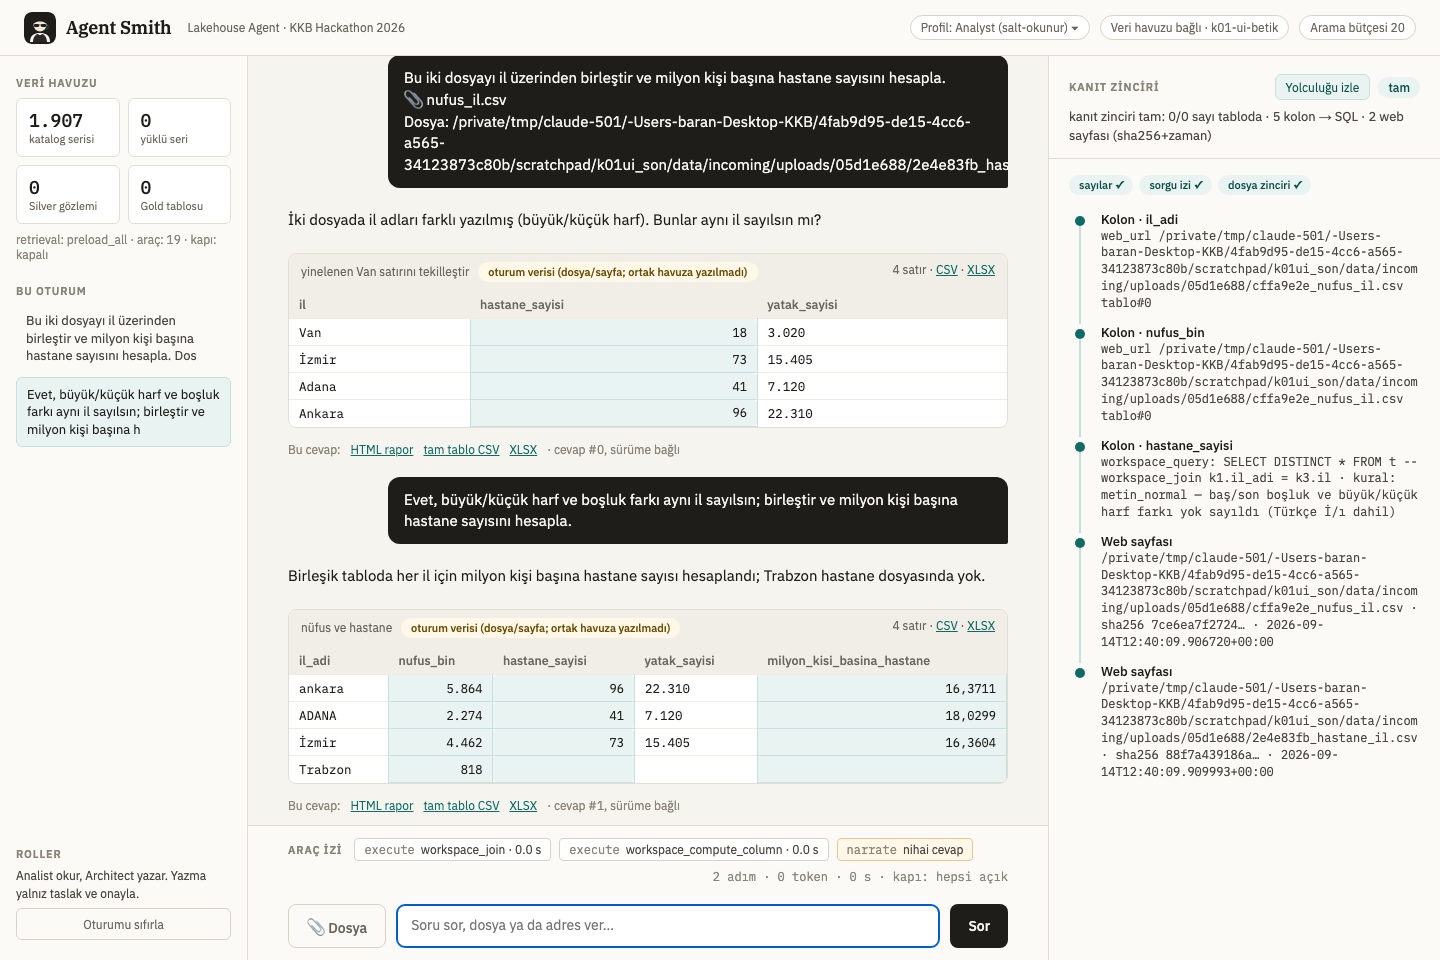 Agent Smith
Lakehouse Agent · KKB Hackathon 2026
Profil: Analyst (salt-okunur)
Veri havuzu bağlı · k01-ui-betik
Arama bütçesi 20
VERİ HAVUZU
1.907
katalog serisi
0
yüklü seri
0
Silver gözlemi
0
Gold tablosu
retrieval: preload_all · araç: 19 · kapı:
kapalı
BU OTURUM
Bu iki dosyayı il üzerinden
birleştir ve milyon kişi başına
hastane sayısını hesapla. Dos
Evet, büyük/küçük harf ve boşluk
farkı aynı il sayılsın; birleştir ve
milyon kişi başına h
ROLLER
Analist okur, Architect yazar. Yazma
yalnız taslak ve onayla.
Oturumu sıfırla
Bu iki dosyayı il üzerinden birleştir ve milyon kişi başına hastane sayısını hesapla.
📎 nufus_il.csv
Dosya: /private/tmp/claude-501/-Users-baran-Desktop-KKB/4fab9d95-de15-4cc6-
a565-
34123873c80b/scratchpad/k01ui_son/data/incoming/uploads/05d1e688/2e4e83fb_has
İki dosyada il adları farklı yazılmış (büyük/küçük harf). Bunlar aynı il sayılsın mı?
yinelenen Van satırını tekilleştir oturum verisi (dosya/sayfa; ortak havuza yazılmadı) 4 satır · CSV · XLSX
il hastane_sayisi yatak_sayisi
Van 18 3.020
İzmir 73 15.405
Adana 41 7.120
Ankara 96 22.310
Bu cevap: HTML rapor tam tablo CSV XLSX · cevap #0, sürüme bağlı
Evet, büyük/küçük harf ve boşluk farkı aynı il sayılsın; birleştir ve milyon kişi başına
hastane sayısını hesapla.
Birleşik tabloda her il için milyon kişi başına hastane sayısı hesaplandı; Trabzon hastane dosyasında yok.
nüfus ve hastane oturum verisi (dosya/sayfa; ortak havuza yazılmadı) 4 satır · CSV · XLSX
il_adi nufus_bin hastane_sayisi yatak_sayisi milyon_kisi_basina_hastane
ankara 5.864 96 22.310 16,3711
ADANA 2.274 41 7.120 18,0299
İzmir 4.462 73 15.405 16,3604
Trabzon 818
Bu cevap: HTML rapor tam tablo CSV XLSX · cevap #1, sürüme bağlı
ARAÇ İZİ execute workspace_join · 0.0 s execute workspace_compute_column · 0.0 s narrate nihai cevap
2 adım · 0 token · 0 s · kapı: hepsi açık
📎 Dosya
Soru sor, dosya ya da adres ver...
Sor
KANIT ZİNCİRİ
Yolculuğu izle
tam
kanıt zinciri tam: 0/0 sayı tabloda · 5 kolon → SQL · 2 web
sayfası (sha256+zaman)
sayılar ✓ sorgu izi ✓ dosya zinciri ✓
Kolon · il_adi
web_url /private/tmp/claude-501/-Users-
baran-Desktop-KKB/4fab9d95-de15-4cc6-a565-
34123873c80b/scratchpad/k01ui_son/data/incom
ing/uploads/05d1e688/cffa9e2e_nufus_il.csv
tablo#0
Kolon · nufus_bin
web_url /private/tmp/claude-501/-Users-
baran-Desktop-KKB/4fab9d95-de15-4cc6-a565-
34123873c80b/scratchpad/k01ui_son/data/incom
ing/uploads/05d1e688/cffa9e2e_nufus_il.csv
tablo#0
Kolon · hastane_sayisi
workspace_query: SELECT DISTINCT * FROM t --
workspace_join k1.il_adi = k3.il · kural:
metin_normal — baş/son boşluk ve büyük/küçük
harf farkı yok sayıldı (Türkçe İ/ı dahil)
Web sayfası
/private/tmp/claude-501/-Users-baran-
Desktop-KKB/4fab9d95-de15-4cc6-a565-
34123873c80b/scratchpad/k01ui_son/data/incom
ing/uploads/05d1e688/cffa9e2e_nufus_il.csv ·
sha256 7ce6ea7f2724… · 2026-09-
14T12:40:09.906720+00:00
Web sayfası
/private/tmp/claude-501/-Users-baran-
Desktop-KKB/4fab9d95-de15-4cc6-a565-
34123873c80b/scratchpad/k01ui_son/data/incom
ing/uploads/05d1e688/2e4e83fb_hastane_il.csv
· sha256 88f7a439186a… · 2026-09-
14T12:40:09.909993+00:00